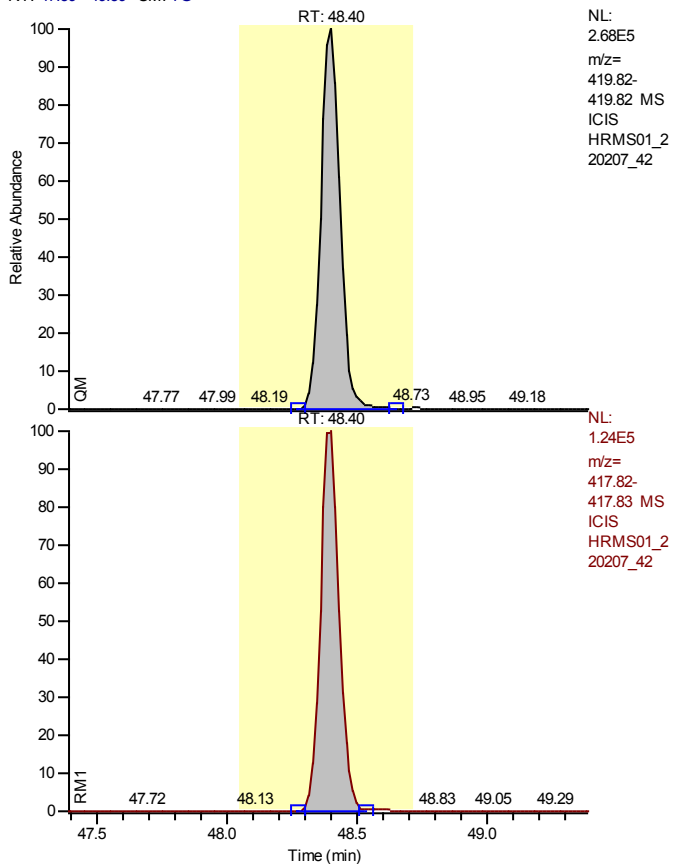 RT: 48.40
NL:
2.68E5
m/z=
419.82-
419.82 MS
ICIS
HRMS01_2
20207_42
100
90
80
70
60
50
40
30
20
10
0
Relative Abundance
QM
47.77 47.99 48.19 48.73 48.95 49.18
RT: 48.40
NL:
1.24E5
m/z=
417.82-
417.83 MS
ICIS
HRMS01_2
20207_42
100
90
80
70
60
50
40
30
20
10
0
RM1
47.72 48.13 48.83 49.05 49.29
47.5 48.0 48.5 49.0
Time (min)